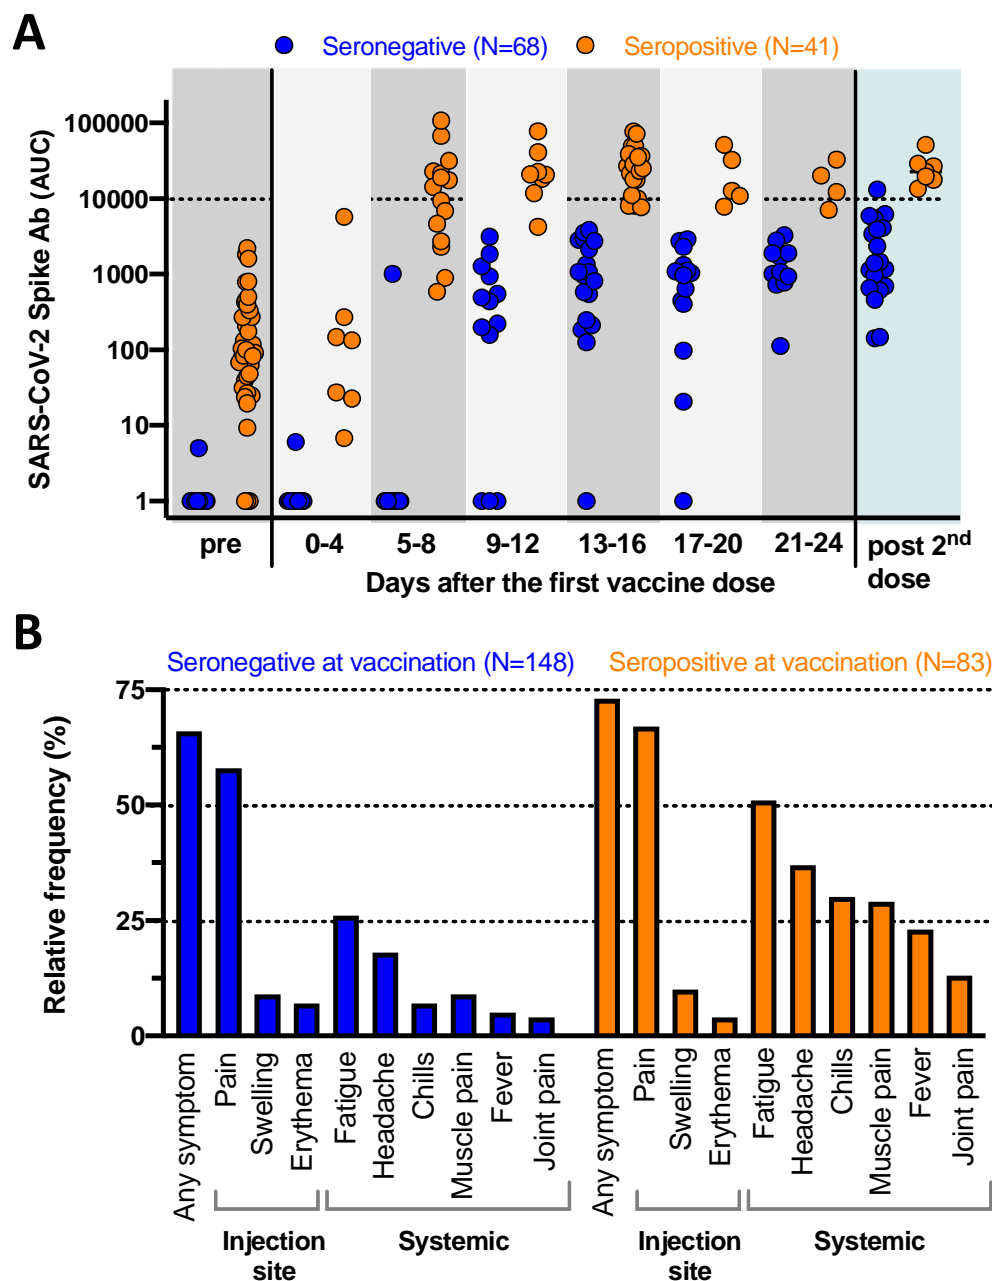 A
Seronegative (N=68) Seropositive (N=41)
SARS-CoV-2 Spike Ab (AUC)
100000
10000
1000
100
10
1
pre 0-4 5-8 9-12 13-16 17-20 21-24 post 2nd dose
Days after the first vaccine dose
B
Seronegative at vaccination (N=148) Seropositive at vaccination (N=83)
Relative frequency (%)
75
50
25
0
Any symptom
Pain
Swelling
Erythema
Fatigue
Headache
Chills
Muscle pain
Fever
Joint pain
Any symptom
Pain
Swelling
Erythema
Fatigue
Headache
Chills
Muscle pain
Fever
Joint pain
Injection site
Systemic
Injection site
Systemic